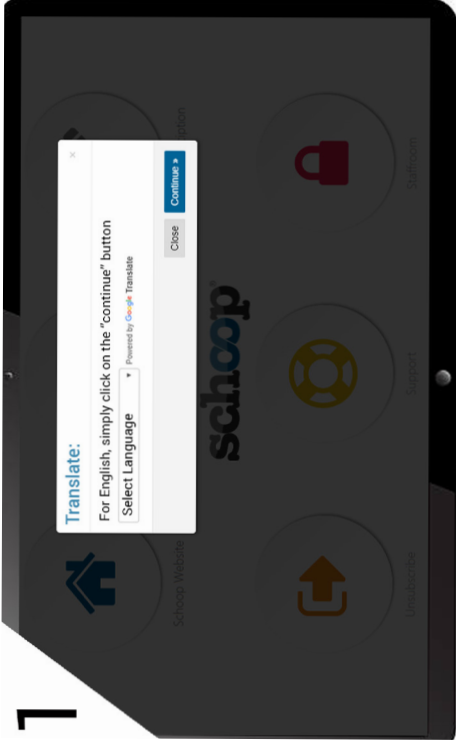 1
Translate:
×
For English, simply click on the "continue" button
Select Language
Powered by Google Translate
Close
Continue »
ption
schoop
Schoop Website
Staffroom
Support
Unsubscribe